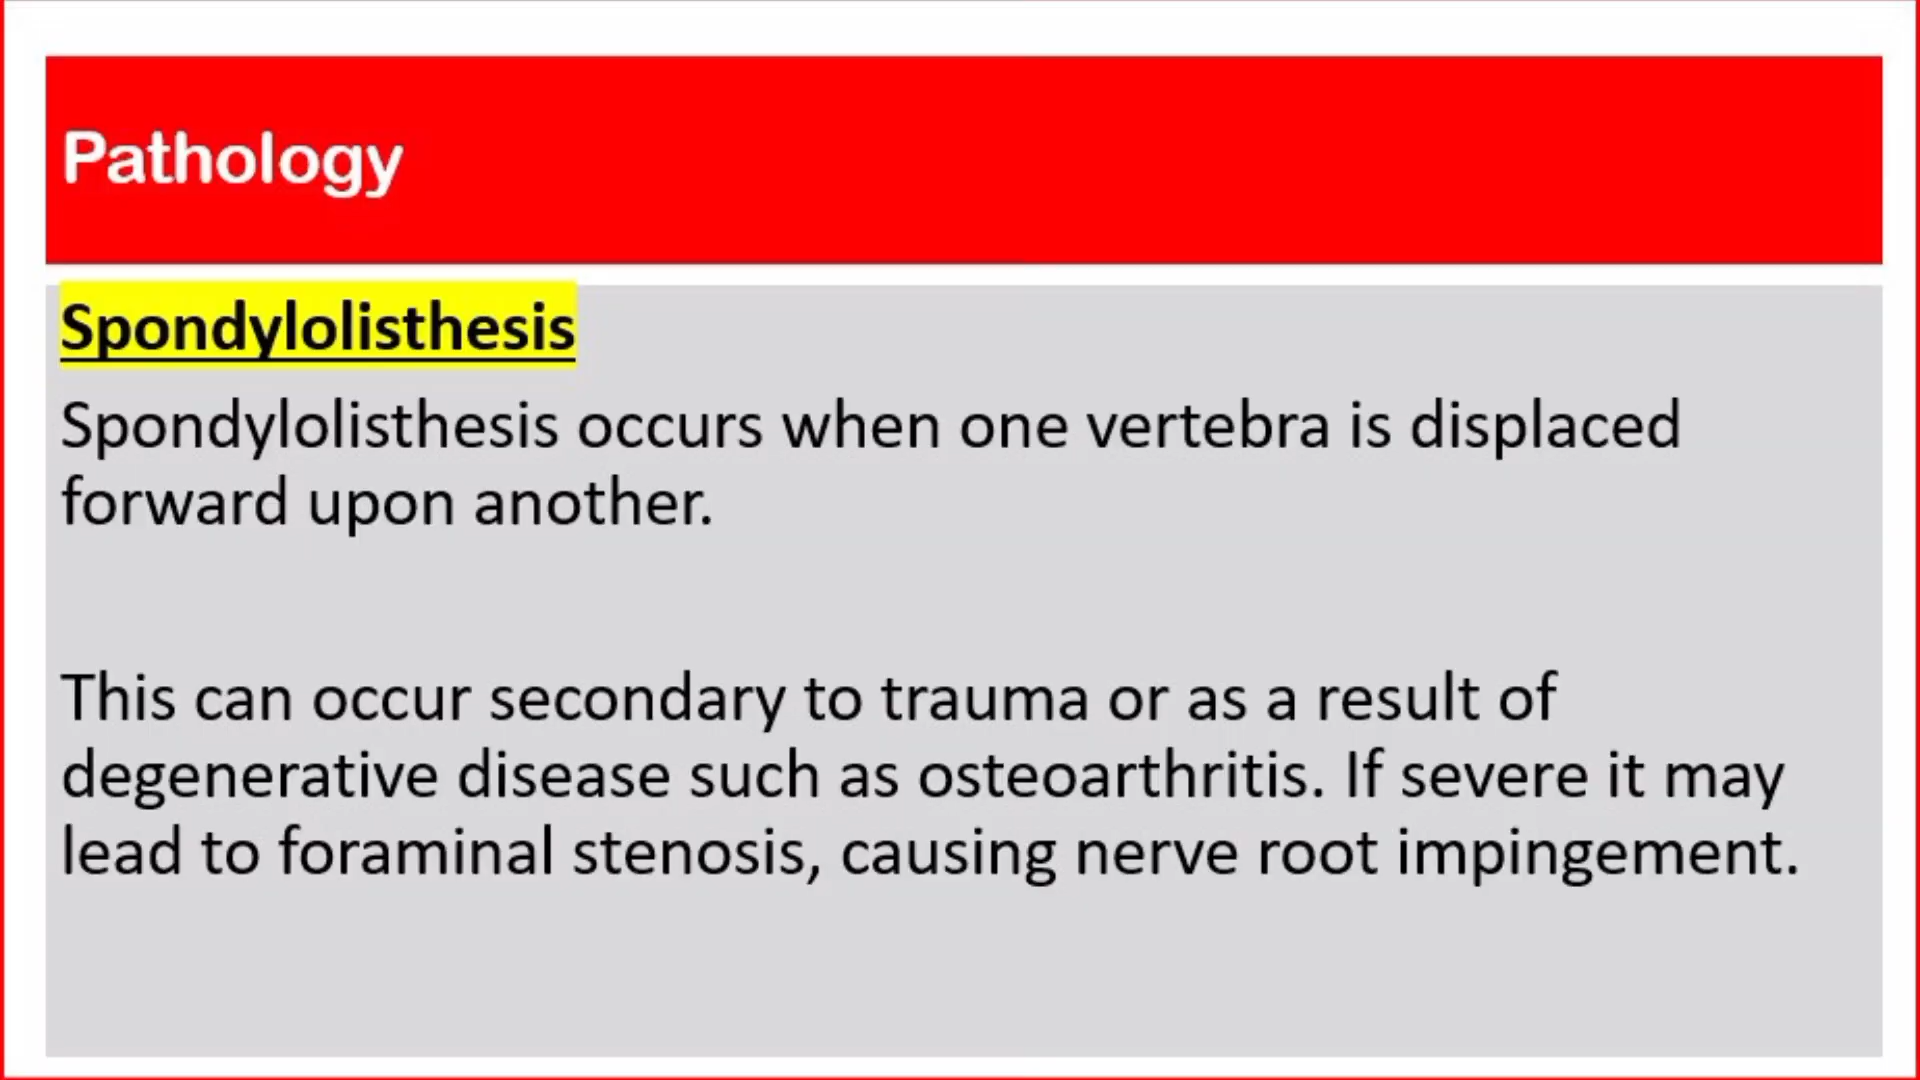 Pathology
Spondylolisthesis
Spondylolisthesis occurs when one vertebra is displaced
forward upon another.
This can occur secondary to trauma or as a result of
degenerative disease such as osteoarthritis. If severe it may
lead to foraminal stenosis, causing nerve root impingement.